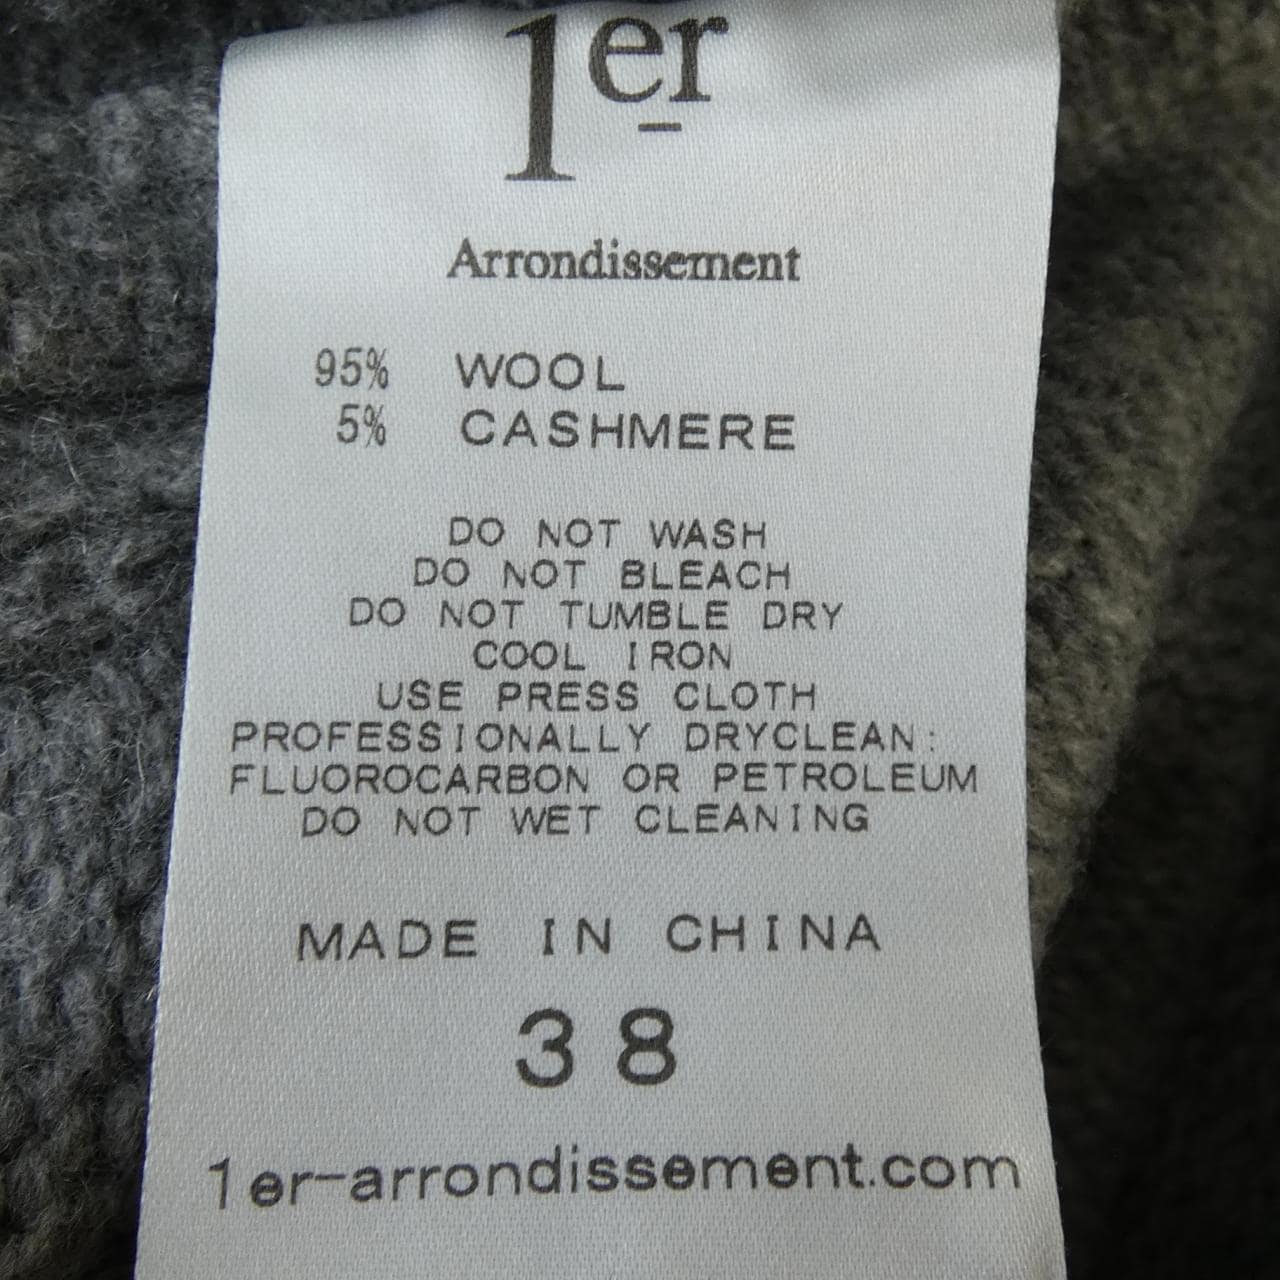 1er
Arrondissement
95% WOOL
5% CASHMERE
DO NOT WASH
DO NOT BLEACH
DO NOT TUMBLE DRY
COOL IRON
USE PRESS CLOTH
PROFESSIONALLY DRYCLEAN:
FLUOROCARBON OR PETROLEUM
DO NOT WET CLEANING
MADE IN CHINA
38
1er-arrondissement.com